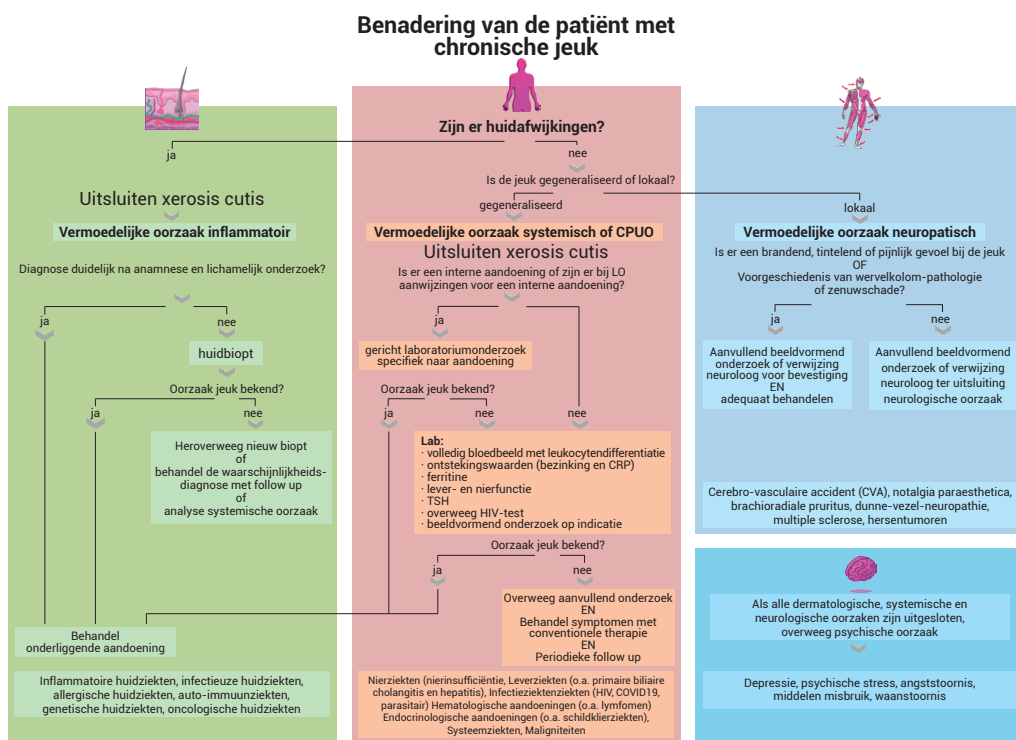 Benadering van de patiënt met
chronische jeuk
Zijn er huidafwijkingen?
ja
nee
Is de jeuk gegeneraliseerd of lokaal?
gegeneraliseerd
lokaal
Uitsluiten xerosis cutis
Vermoedelijke oorzaak inflammatoir
Diagnose duidelijk na anamnese en lichamelijk onderzoek?
ja
nee
huidbiopt
Oorzaak jeuk bekend?
ja
nee
Heroverweeg nieuw biopt
of
behandel de waarschijnlijkheids-
diagnose met follow up
of
analyse systemische oorzaak
Behandel
onderliggende aandoening
Inflammatoire huidziekten, infectieuze huidziekten,
allergische huidziekten, auto-immuunziekten,
genetische huidziekten, oncologische huidziekten
Vermoedelijke oorzaak systemisch of CPUO
Uitsluiten xerosis cutis
Is er een interne aandoening of zijn er bij LO
aanwijzingen voor een interne aandoening?
ja
nee
gericht laboratoriumonderzoek
specifiek naar aandoening
Oorzaak jeuk bekend?
ja
nee
nee
Lab:
· volledig bloedbeeld met leukocytendifferentiatie
· ontstekingswaarden (bezinking en CRP)
· ferritine
· lever- en nierfunctie
· TSH
· overweeg HIV-test
· beeldvormend onderzoek op indicatie
Oorzaak jeuk bekend?
ja
nee
Overweeg aanvullend onderzoek
EN
Behandel symptomen met
conventionele therapie
EN
Periodieke follow up
Nierziekten (nierinsufficiëntie, Leverziekten (o.a. primaire biliaire
cholangitis en hepatitis), Infectieziektenziekten (HIV, COVID19,
parasitair) Hematologische aandoeningen (o.a. lymfomen)
Endocrinologische aandoeningen (o.a. schildklierziekten),
Systeemziekten, Maligniteiten
Vermoedelijke oorzaak neuropatisch
Is er een brandend, tintelend of pijnlijk gevoel bij de jeuk
OF
Voorgeschiedenis van wervelkolom-pathologie
of zenuwschade?
ja
nee
Aanvullend beeldvormend
onderzoek of verwijzing
neuroloog voor bevestiging
EN
adequaat behandelen
Aanvullend beeldvormend
onderzoek of verwijzing
neuroloog ter uitsluiting
neurologische oorzaak
Cerebro-vasculaire accident (CVA), notalgia paraesthetica,
brachioradiale pruritus, dunne-vezel-neuropathie,
multiple sclerose, hersentumoren
Als alle dermatologische, systemische en
neurologische oorzaken zijn uitgesloten,
overweeg psychische oorzaak
Depressie, psychische stress, angststoornis,
middelen misbruik, waanstoornis